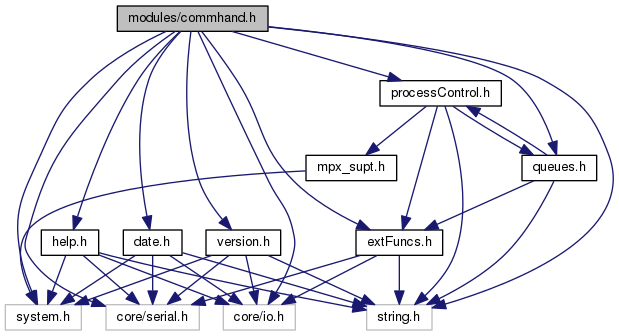 modules/commhand.h
processControl.h
mpx_supt.h
queues.h
help.h
date.h
version.h
extFuncs.h
system.h
core/serial.h
core/io.h
string.h